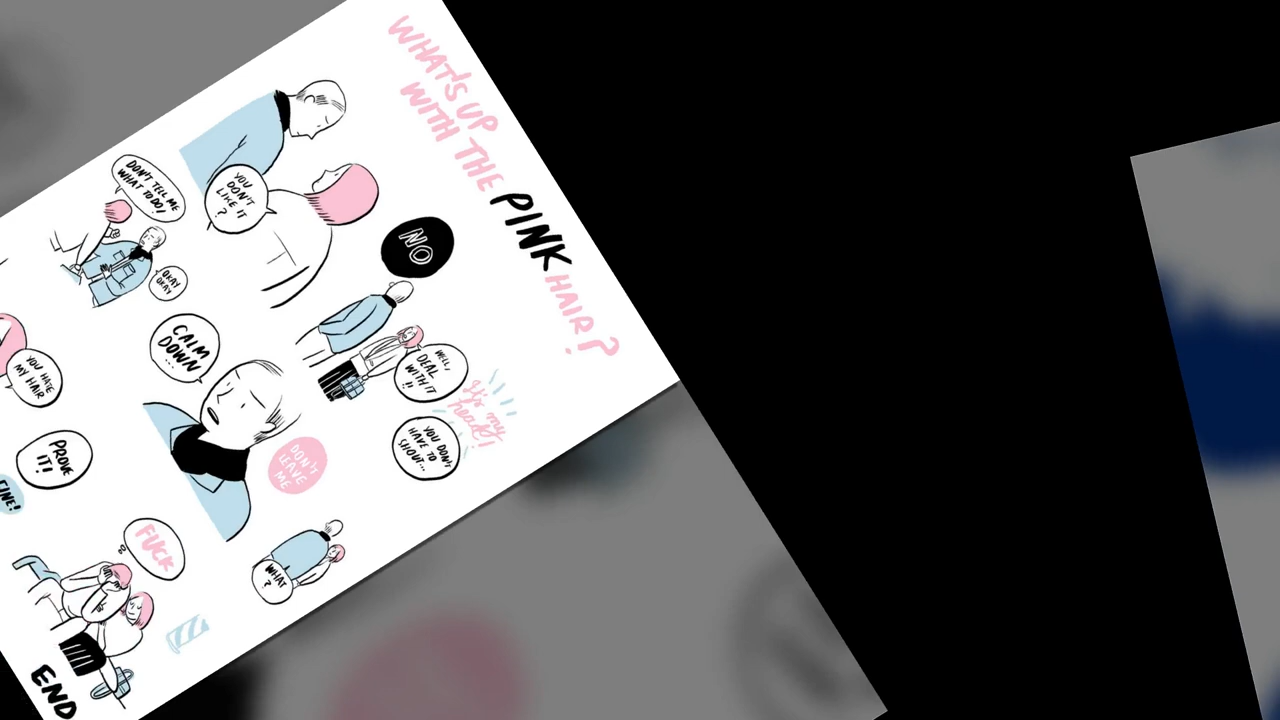 WHAT'S UP
WITH THE PINK HAIR?
YOU
DON'T
LIKE IT
?
NO
WELL,
DEAL
WITH IT
!!
It's my
head!
YOU DON'T
HAVE TO
SHOUT...
DON'T TELL ME
WHAT TO DO!
OKAY
OKAY
CALM
DOWN
...
DON'T
LEAVE
ME
WHAT
?
YOU HATE
MY HAIR
PROVE
IT!
FINE!
FUCK
END